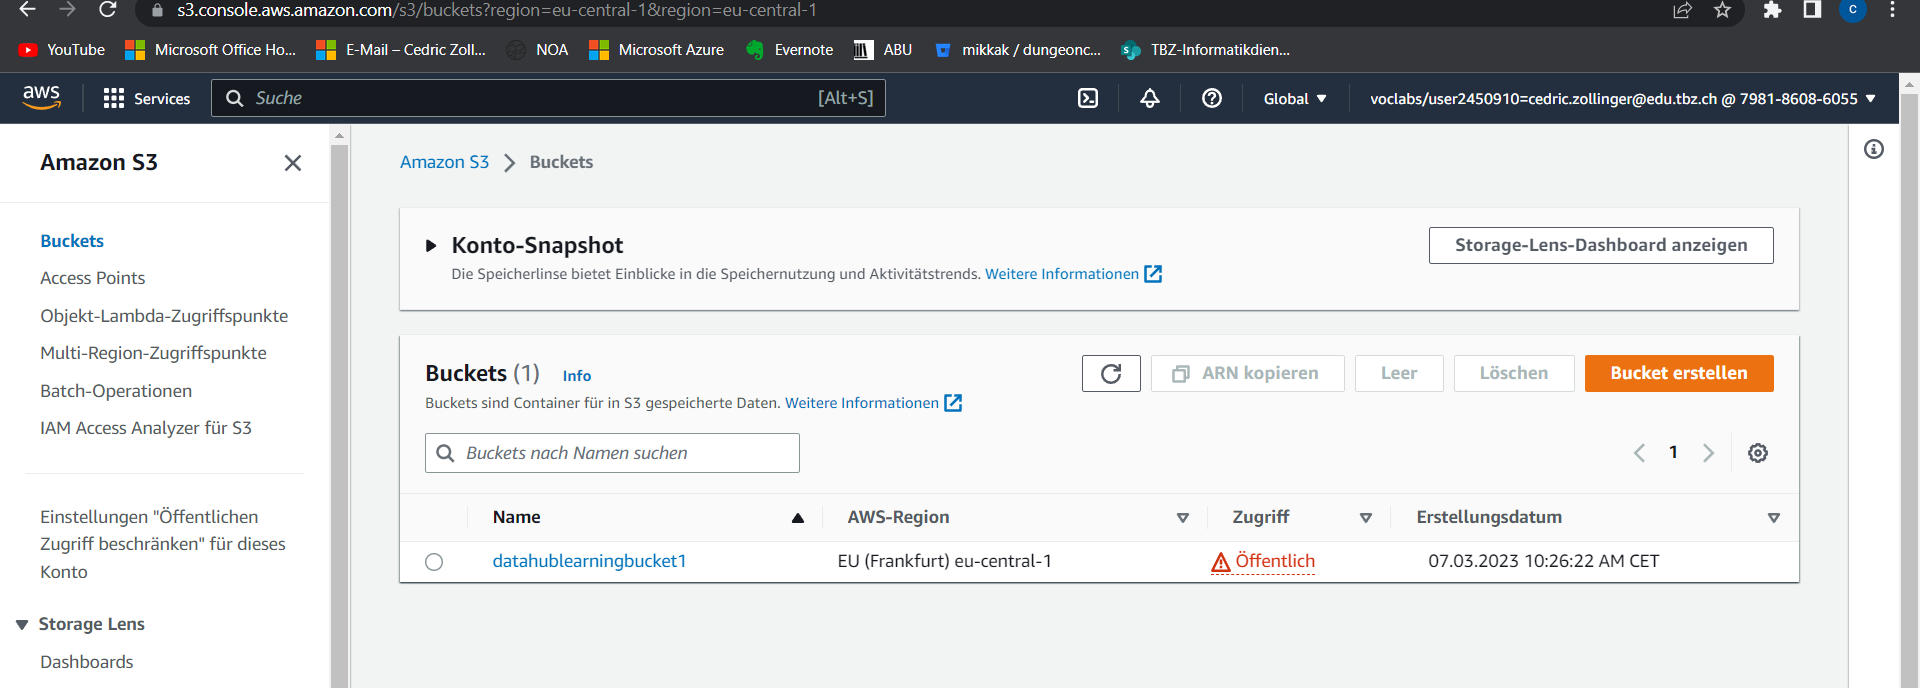 s3.console.aws.amazon.com/s3/buckets?region=eu-central-1&region=eu-central-1
C
YouTube
Microsoft Office Ho...
E-Mail – Cedric Zoll...
NOA
Microsoft Azure
Evernote
ABU
mikkak / dungeonc...
TBZ-Informatikdien...
aws
Services
Suche
[Alt+S]
Global
voclabs/user2450910=cedric.zollinger@edu.tbz.ch @ 7981-8608-6055
Amazon S3
Buckets
Access Points
Objekt-Lambda-Zugriffspunkte
Multi-Region-Zugriffspunkte
Batch-Operationen
IAM Access Analyzer für S3
Einstellungen "Öffentlichen
Zugriff beschränken" für dieses
Konto
Storage Lens
Dashboards
Amazon S3
Buckets
Konto-Snapshot
Storage-Lens-Dashboard anzeigen
Die Speicherlinse bietet Einblicke in die Speichernutzung und Aktivitätstrends. Weitere Informationen
Buckets (1)
Info
ARN kopieren
Leer
Löschen
Bucket erstellen
Buckets sind Container für in S3 gespeicherte Daten. Weitere Informationen
Buckets nach Namen suchen
1
Name
AWS-Region
Zugriff
Erstellungsdatum
datahublearningbucket1
EU (Frankfurt) eu-central-1
Öffentlich
07.03.2023 10:26:22 AM CET